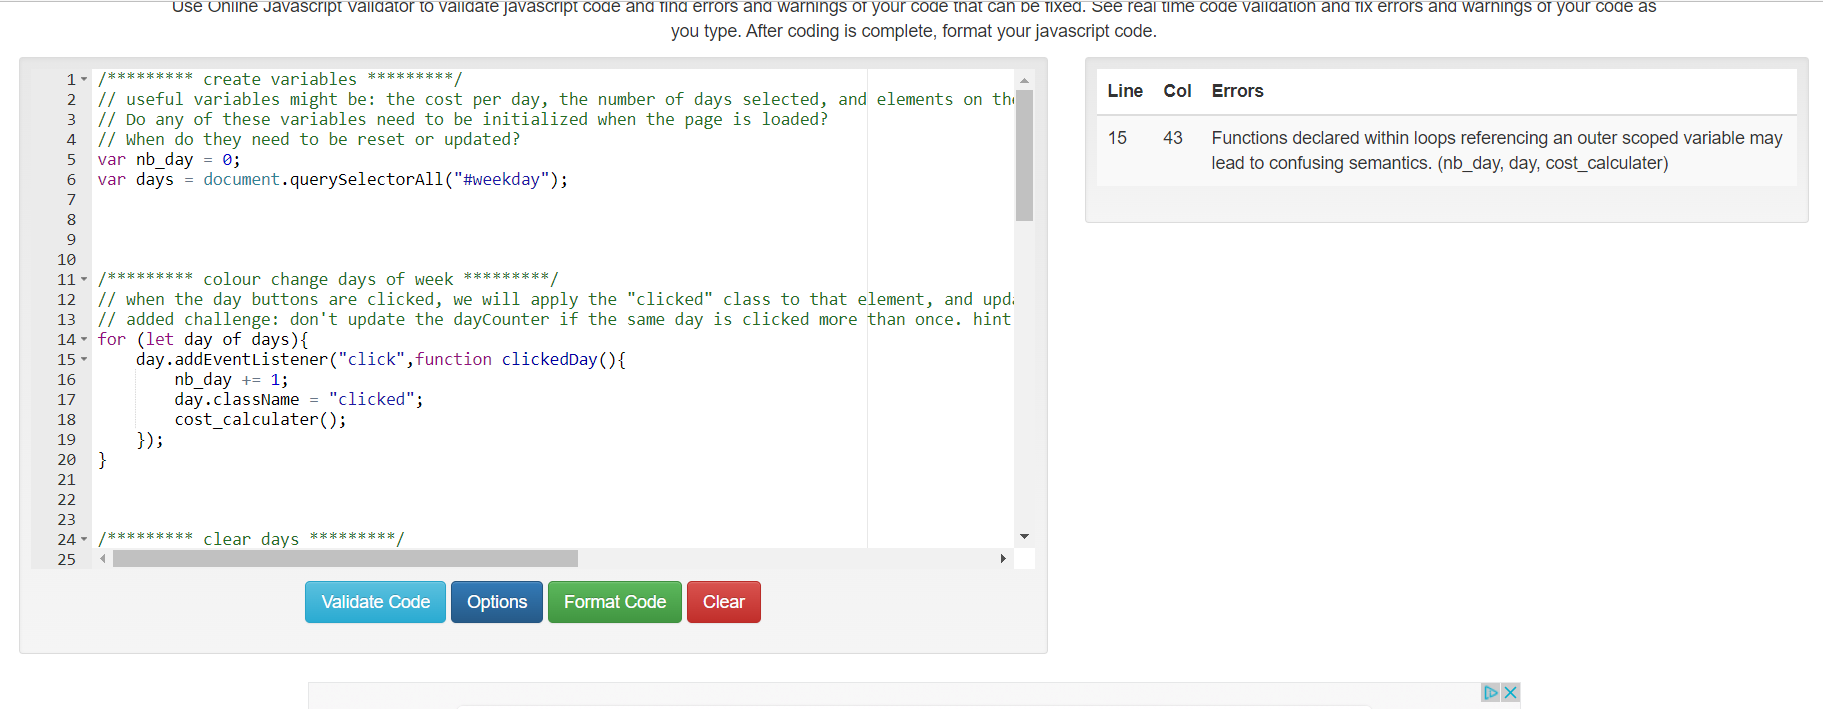 Use Online Javascript Validator to validate javascript code and find errors and warnings of your code that can be fixed. See real time code validation and fix errors and warnings of your code as
you type. After coding is complete, format your javascript code.
1 /********* create variables *********/
2 // useful variables might be: the cost per day, the number of days selected, and elements on the
3 // Do any of these variables need to be initialized when the page is loaded?
4 // When do they need to be reset or updated?
5 var nb_day = 0;
6 var days = document.querySelectorAll("#weekday");
7
8
9
10
11 /********* colour change days of week *********/
12 // when the day buttons are clicked, we will apply the "clicked" class to that element, and upda
13 // added challenge: don't update the dayCounter if the same day is clicked more than once. hint
14 for (let day of days){
15 day.addEventListener("click",function clickedDay(){
16 nb_day += 1;
17 day.className = "clicked";
18 cost_calculater();
19 });
20 }
21
22
23
24 /********* clear days *********/
25
Validate Code Options Format Code Clear
Line Col Errors
15 43 Functions declared within loops referencing an outer scoped variable may
lead to confusing semantics. (nb_day, day, cost_calculater)